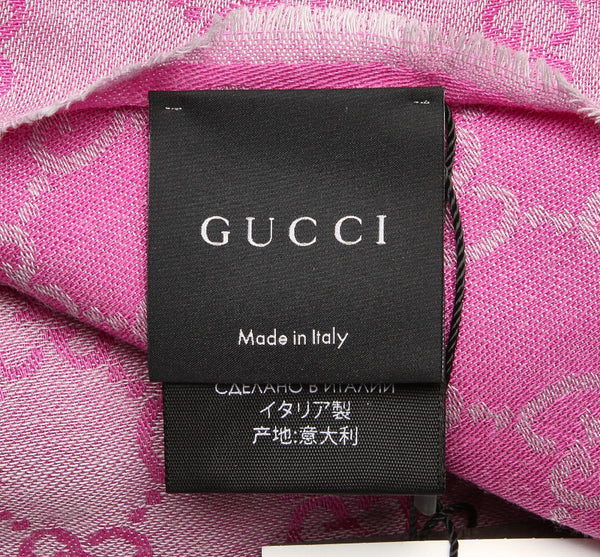 GUCCI
Made in Italy
СДЕЛАНО В ИТАЛИИ
イタリア製
产地:意大利